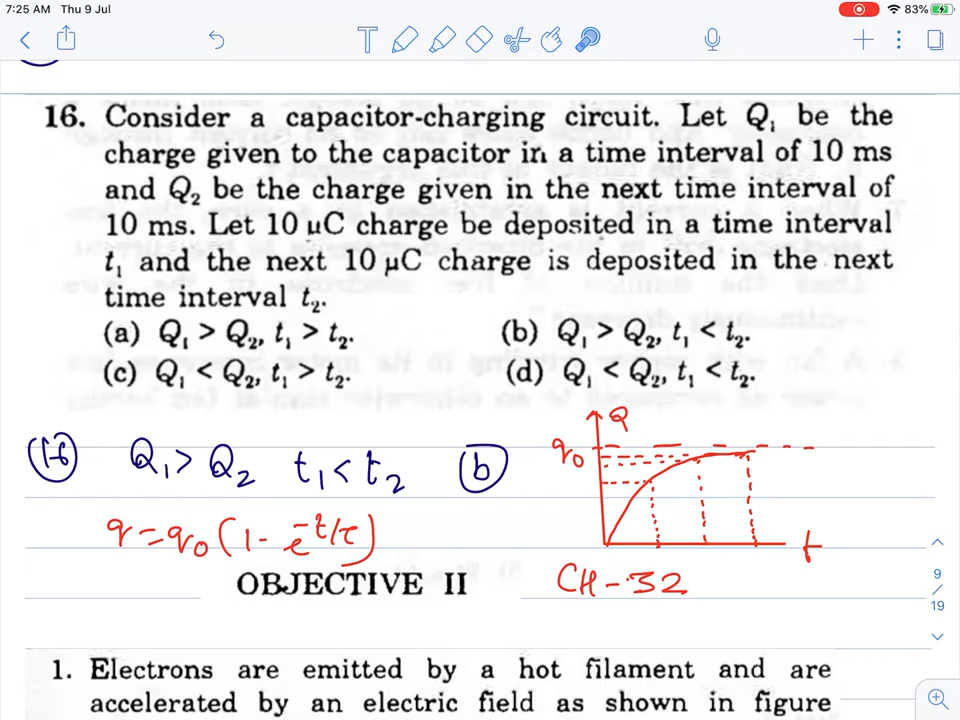 7:25 AM Thu 9 Jul 83%
T
16. Consider a capacitor-charging circuit. Let Q₁ be the
charge given to the capacitor in a time interval of 10 ms
and Q₂ be the charge given in the next time interval of
10 ms. Let 10 μC charge be deposited in a time interval
t₁ and the next 10 μC charge is deposited in the next
time interval t₂.
(a) Q₁ > Q₂, t₁ > t₂. (b) Q₁ > Q₂, t₁ < t₂.
(c) Q₁ < Q₂, t₁ > t₂. (d) Q₁ < Q₂, t₁ < t₂.
Q
q₀
t
16 Q₁ > Q₂ t₁ < t₂ b
q = q₀ (1 - e^-t/τ)
CH-32
OBJECTIVE II
9
/
19
1. Electrons are emitted by a hot filament and are
accelerated by an electric field as shown in figure